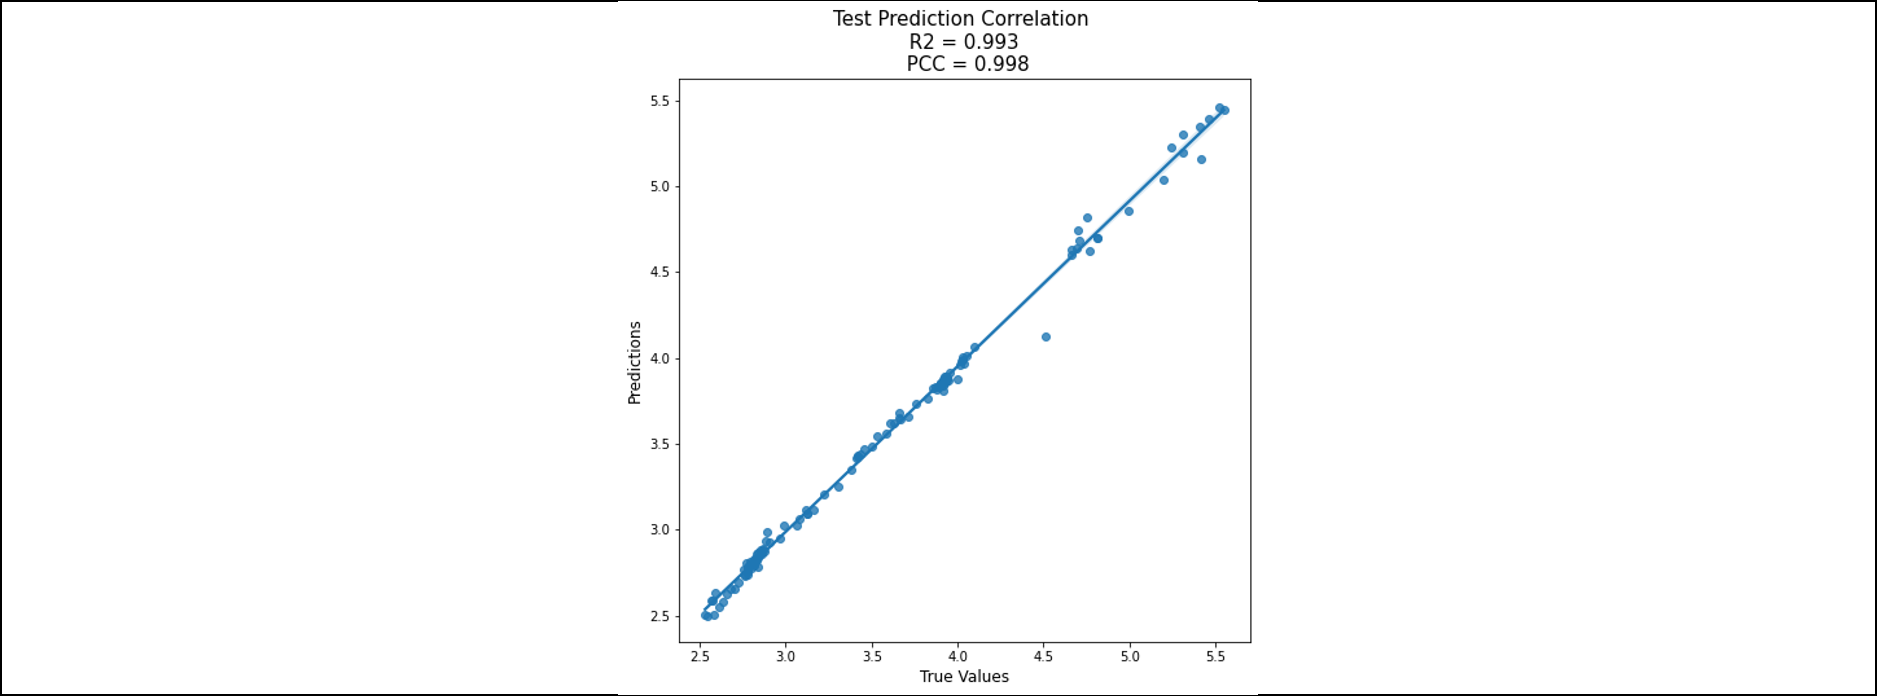 Test Prediction Correlation
R2 = 0.993
PCC = 0.998
5.5
5.0
4.5
4.0
3.5
3.0
2.5
Predictions
2.5 3.0 3.5 4.0 4.5 5.0 5.5
True Values